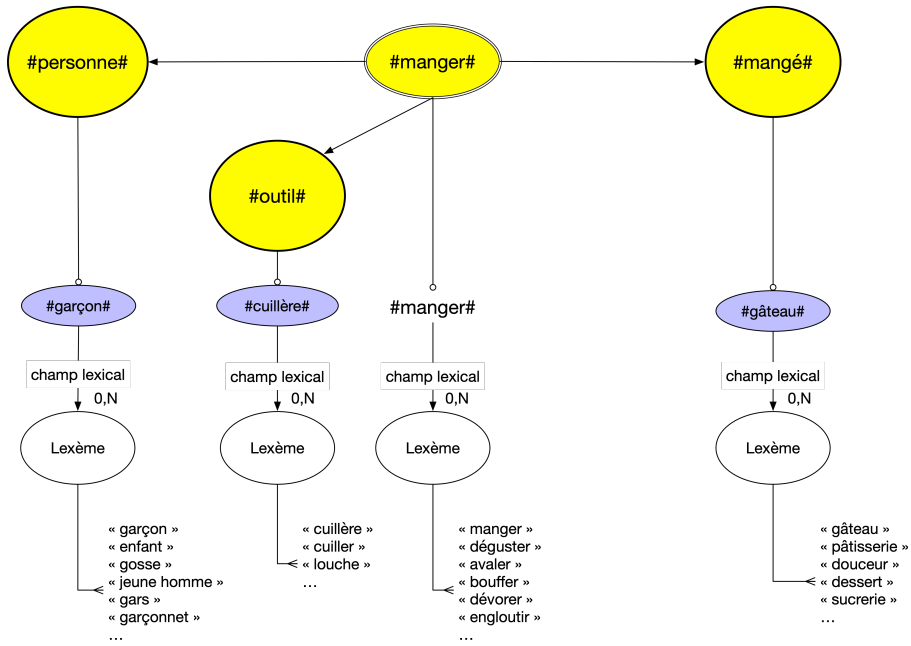 #personne#
#manger#
#mangé#
#outil#
#garçon#
#cuillère#
#manger#
#gâteau#
champ lexical
champ lexical
champ lexical
champ lexical
0,N
0,N
0,N
0,N
Lexème
Lexème
Lexème
Lexème
« garçon »
« enfant »
« gosse »
« jeune homme »
« gars »
« garçonnet »
...
« cuillère »
« cuiller »
« louche »
...
« manger »
« déguster »
« avaler »
« bouffer »
« dévorer »
« engloutir »
...
« gâteau »
« pâtisserie »
« douceur »
« dessert »
« sucrerie »
...